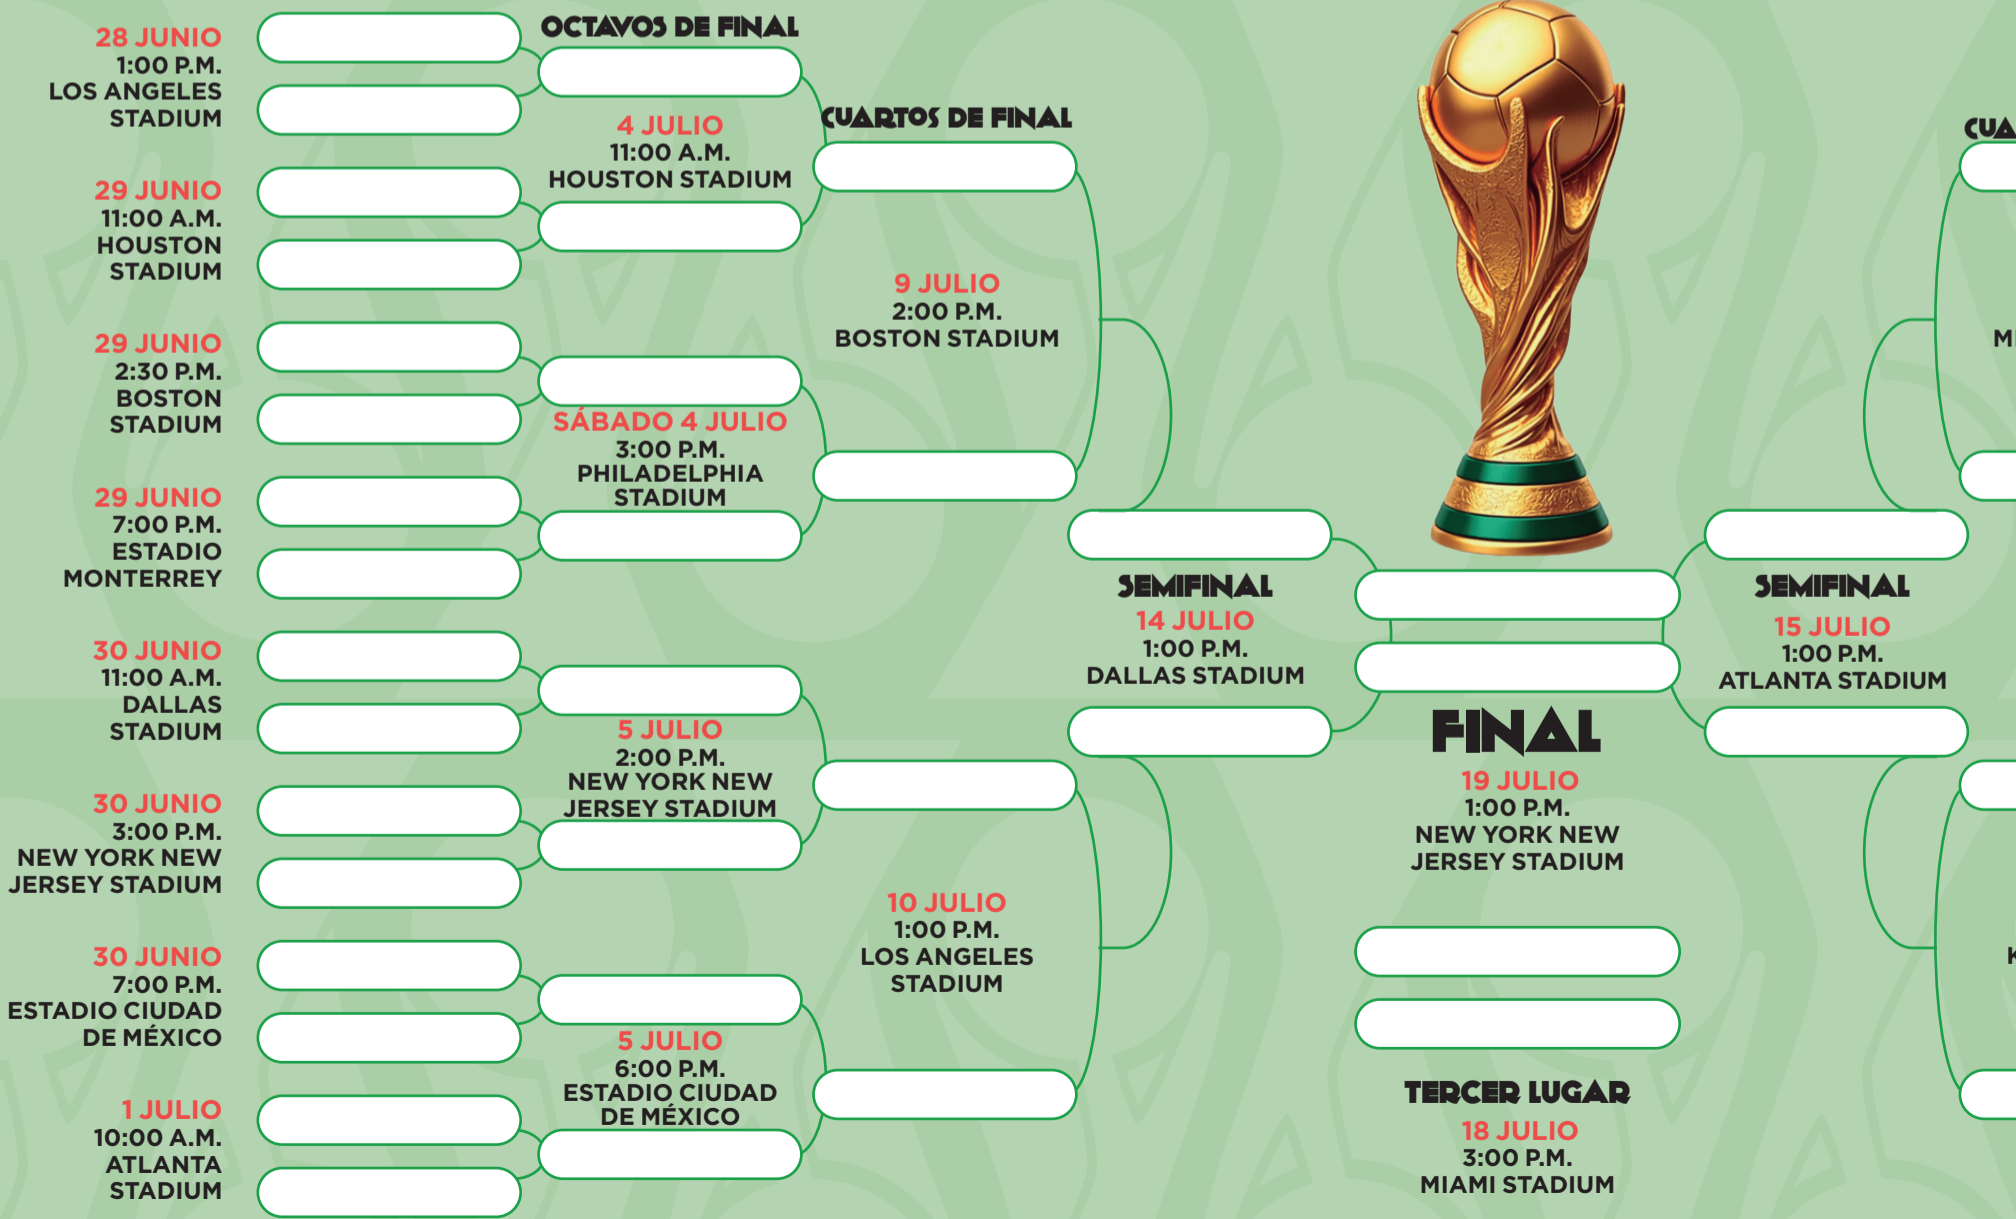 28 JUNIO
1:00 P.M.
LOS ANGELES
STADIUM
29 JUNIO
11:00 A.M.
HOUSTON
STADIUM
29 JUNIO
2:30 P.M.
BOSTON
STADIUM
29 JUNIO
7:00 P.M.
ESTADIO
MONTERREY
30 JUNIO
11:00 A.M.
DALLAS
STADIUM
30 JUNIO
3:00 P.M.
NEW YORK NEW
JERSEY STADIUM
30 JUNIO
7:00 P.M.
ESTADIO CIUDAD
DE MÉXICO
1 JULIO
10:00 A.M.
ATLANTA
STADIUM
OCTAVOS DE FINAL
4 JULIO
11:00 A.M.
HOUSTON STADIUM
SÁBADO 4 JULIO
3:00 P.M.
PHILADELPHIA
STADIUM
5 JULIO
2:00 P.M.
NEW YORK NEW
JERSEY STADIUM
5 JULIO
6:00 P.M.
ESTADIO CIUDAD
DE MÉXICO
CUARTOS DE FINAL
9 JULIO
2:00 P.M.
BOSTON STADIUM
10 JULIO
1:00 P.M.
LOS ANGELES
STADIUM
SEMIFINAL
14 JULIO
1:00 P.M.
DALLAS STADIUM
FINAL
19 JULIO
1:00 P.M.
NEW YORK NEW
JERSEY STADIUM
TERCER LUGAR
18 JULIO
3:00 P.M.
MIAMI STADIUM
SEMIFINAL
15 JULIO
1:00 P.M.
ATLANTA STADIUM